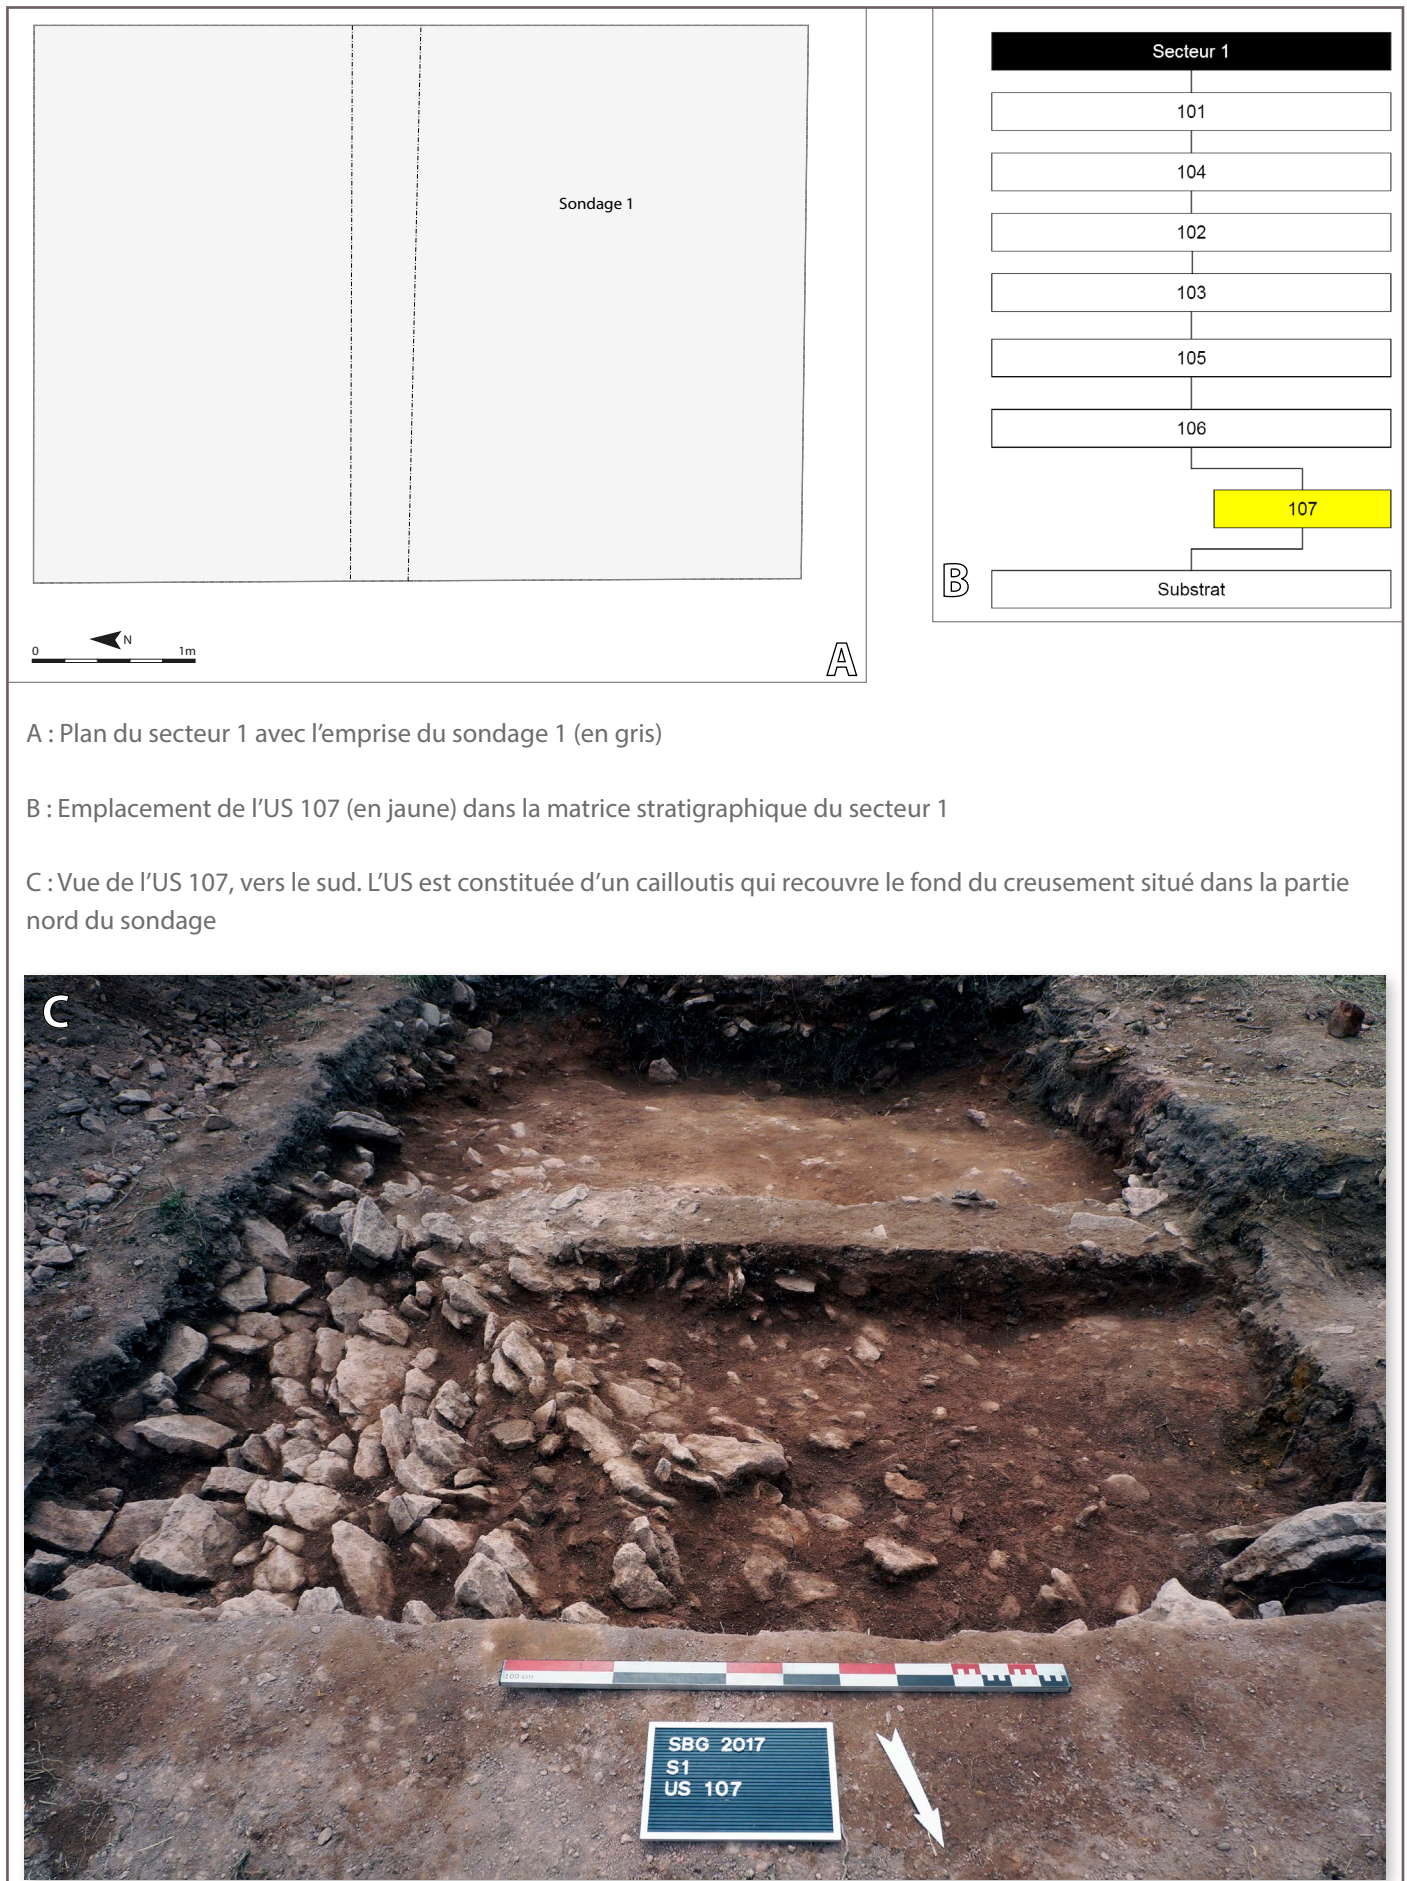 Sondage 1
N
0 1m
A
Secteur 1
101
104
102
103
105
106
107
Substrat
B
A : Plan du secteur 1 avec l’emprise du sondage 1 (en gris)
B : Emplacement de l’US 107 (en jaune) dans la matrice stratigraphique du secteur 1
C : Vue de l’US 107, vers le sud. L’US est constituée d’un cailloutis qui recouvre le fond du creusement situé dans la partie
nord du sondage
C
100 cm
SBG 2017
S1
US 107